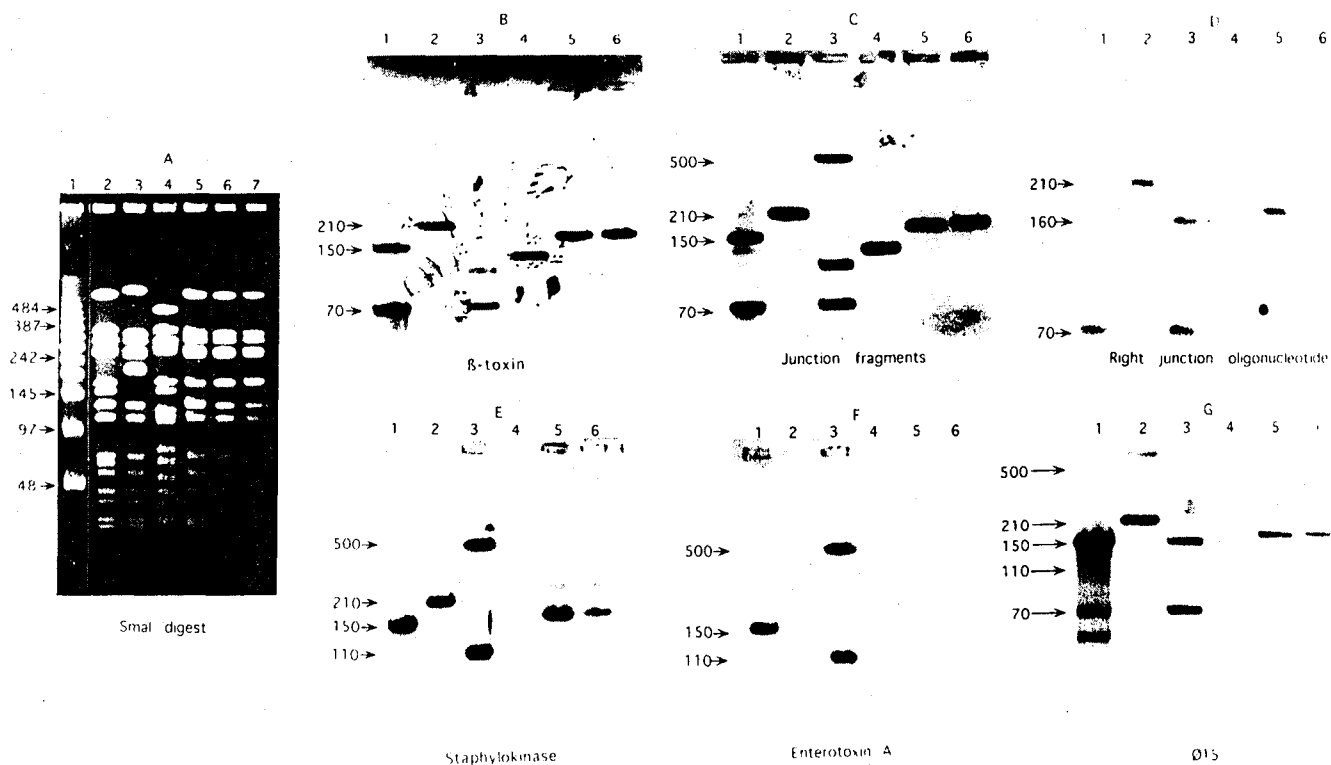 A
1 2 3 4 5 6 7
484
387
242
145
97
48
SmaI digest
B
1 2 3 4 5 6
210
150
70
ß-toxin
C
1 2 3 4 5 6
500
210
150
70
Junction fragments
D
1 2 3 4 5 6
210
160
70
Right junction oligonucleotide
E
1 2 3 4 5 6
500
210
150
110
Staphylokinase
F
1 2 3 4 5 6
500
150
110
Enterotoxin A
G
1 2 3 4 5
500
210
150
110
70